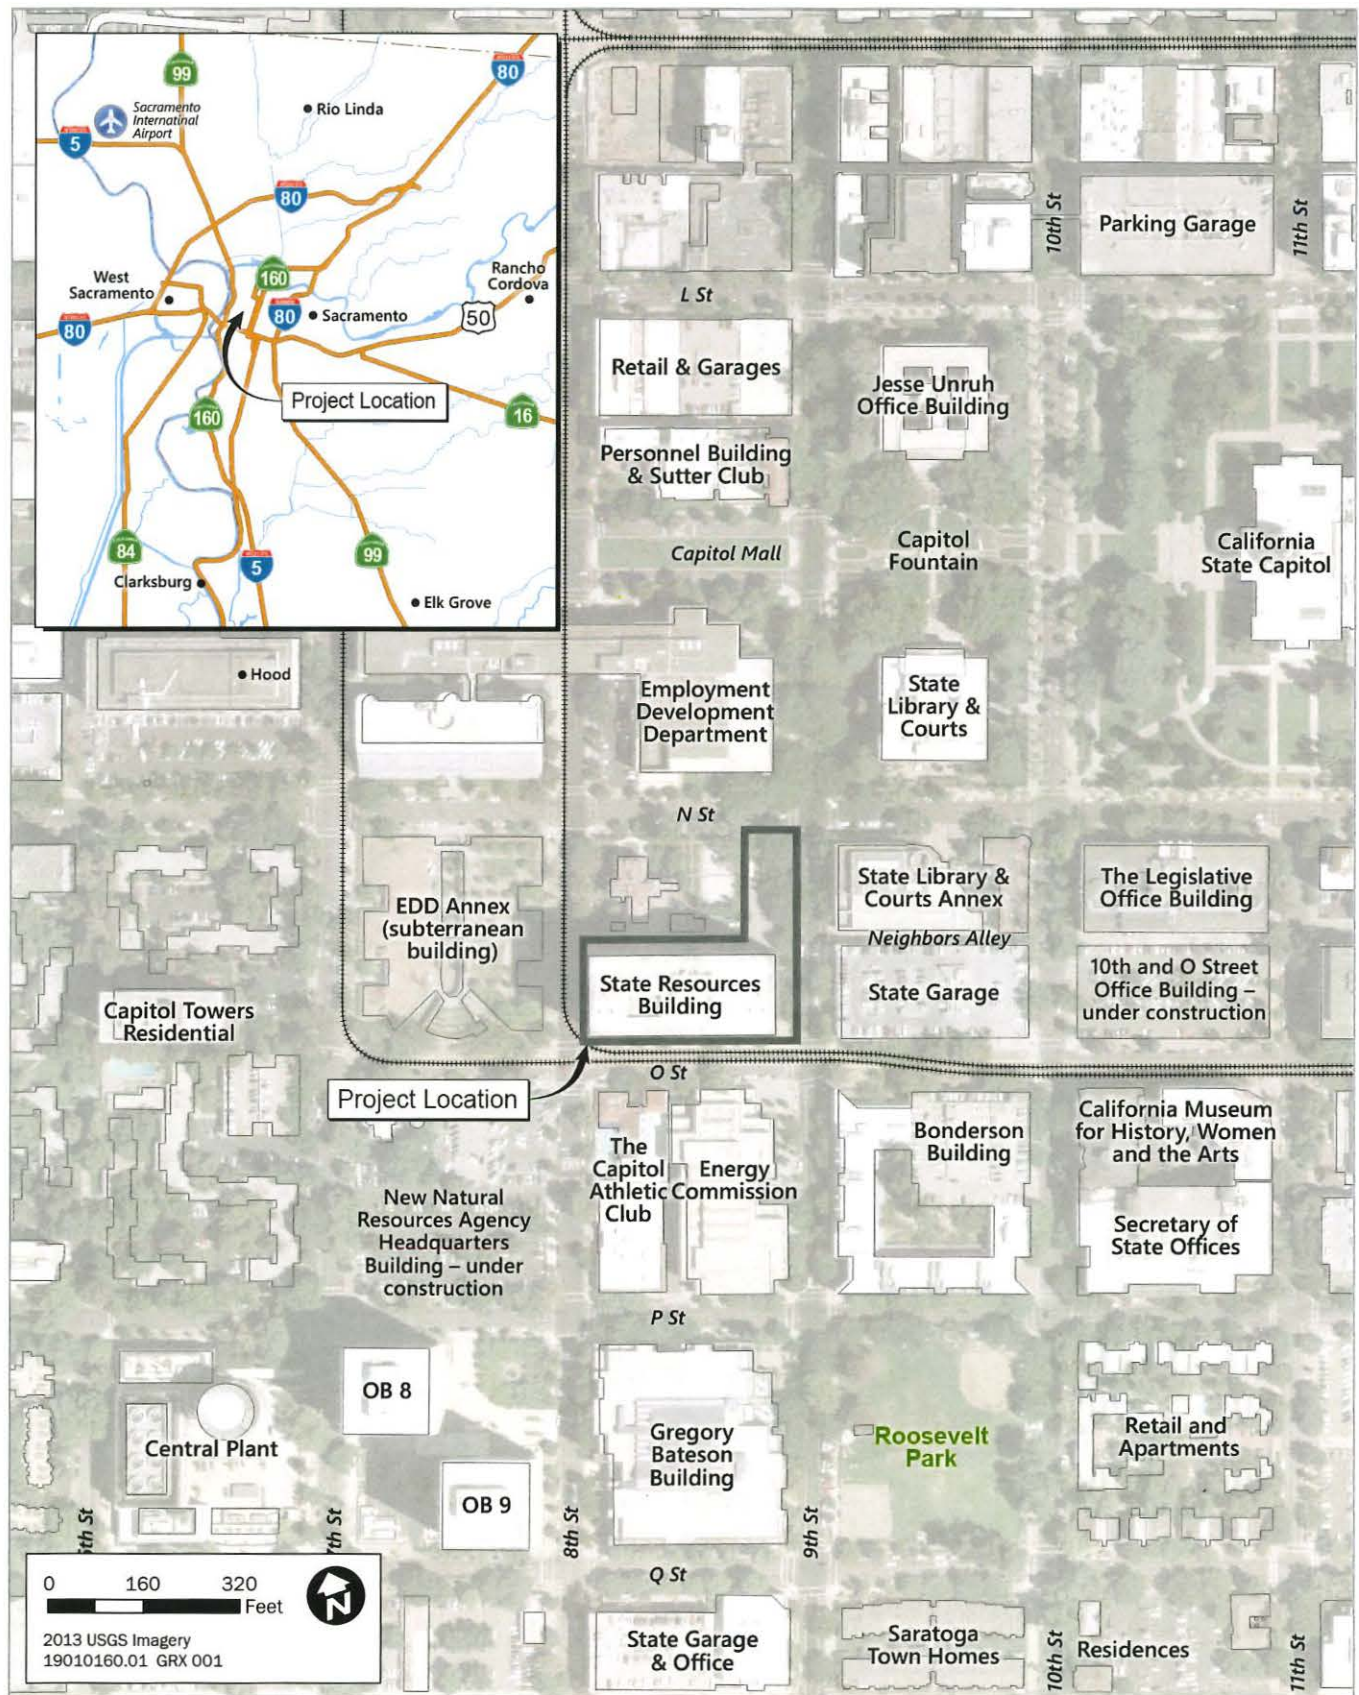 99
80
Rio Linda
Sacramento
Internatinal
Airport
5
80
10th St
Parking Garage
11th St
West
Sacramento
160
Rancho
Cordova
80
80
Sacramento
50
L St
Retail & Garages
Jesse Unruh
Office Building
Project Location
160
16
Personnel Building
& Sutter Club
Capitol Mall
Capitol
Fountain
California
State Capitol
84
99
5
Clarksburg
Elk Grove
Hood
Employment
Development
Department
State
Library &
Courts
N St
EDD Annex
(subterranean
building)
State Library &
Courts Annex
The Legislative
Office Building
Neighbors Alley
State Resources
Building
State Garage
10th and O Street
Office Building –
under construction
Capitol Towers
Residential
O St
Project Location
The
Capitol
Athletic
Club
Energy
Commission
Bonderson
Building
California Museum
for History, Women
and the Arts
New Natural
Resources Agency
Headquarters
Building – under
construction
Secretary of
State Offices
P St
OB 8
Central Plant
Gregory
Bateson
Building
Roosevelt
Park
Retail and
Apartments
OB 9
8th St
9th St
Q St
0 160 320
Feet
N
2013 USGS Imagery
19010160.01 GRX 001
State Garage
& Office
Saratoga
Town Homes
10th St
Residences
11th St